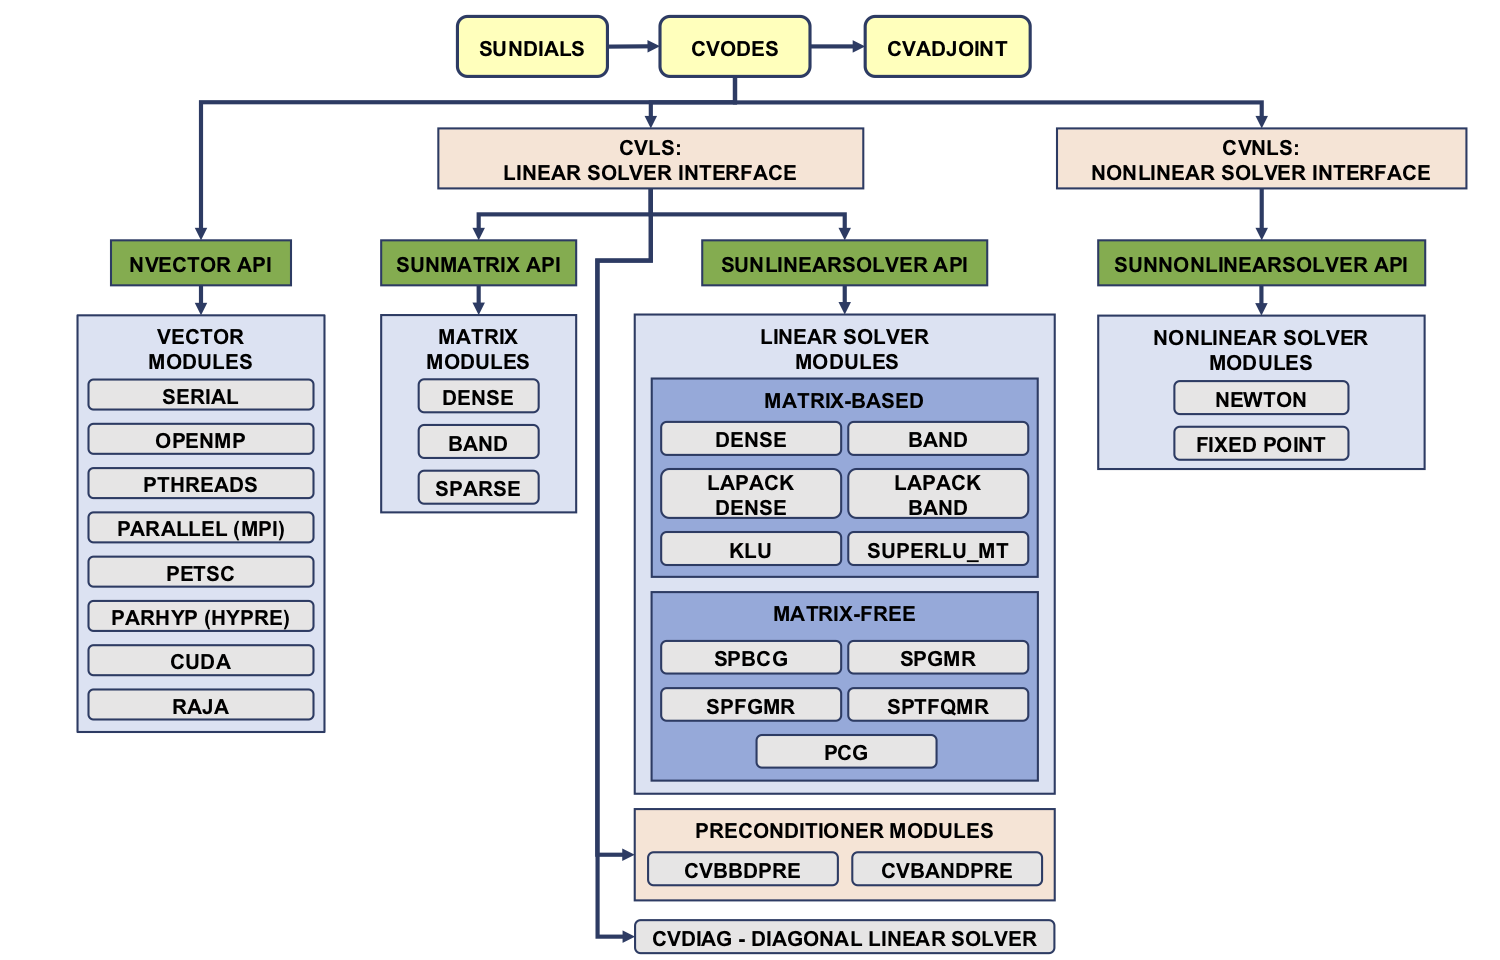 SUNDIALS
CVODES
CVADJOINT
CVLS:
LINEAR SOLVER INTERFACE
CVNLS:
NONLINEAR SOLVER INTERFACE
NVECTOR API
SUNMATRIX API
SUNLINEARSOLVER API
SUNNONLINEARSOLVER API
VECTOR
MODULES
SERIAL
OPENMP
PTHREADS
PARALLEL (MPI)
PETSC
PARHYP (HYPRE)
CUDA
RAJA
MATRIX
MODULES
DENSE
BAND
SPARSE
LINEAR SOLVER
MODULES
MATRIX-BASED
DENSE
BAND
LAPACK
DENSE
LAPACK
BAND
KLU
SUPERLU_MT
MATRIX-FREE
SPBCG
SPGMR
SPFGMR
SPTFQMR
PCG
PRECONDITIONER MODULES
CVBBDPRE
CVBANDPRE
CVDIAG - DIAGONAL LINEAR SOLVER
NONLINEAR SOLVER
MODULES
NEWTON
FIXED POINT